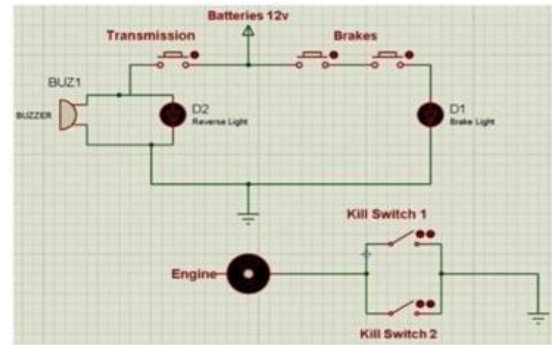 Batteries 12v
Transmission
Brakes
BUZ1
BUZZER
D2
Reverse Light
D1
Brake Light
Kill Switch 1
Engine
Kill Switch 2